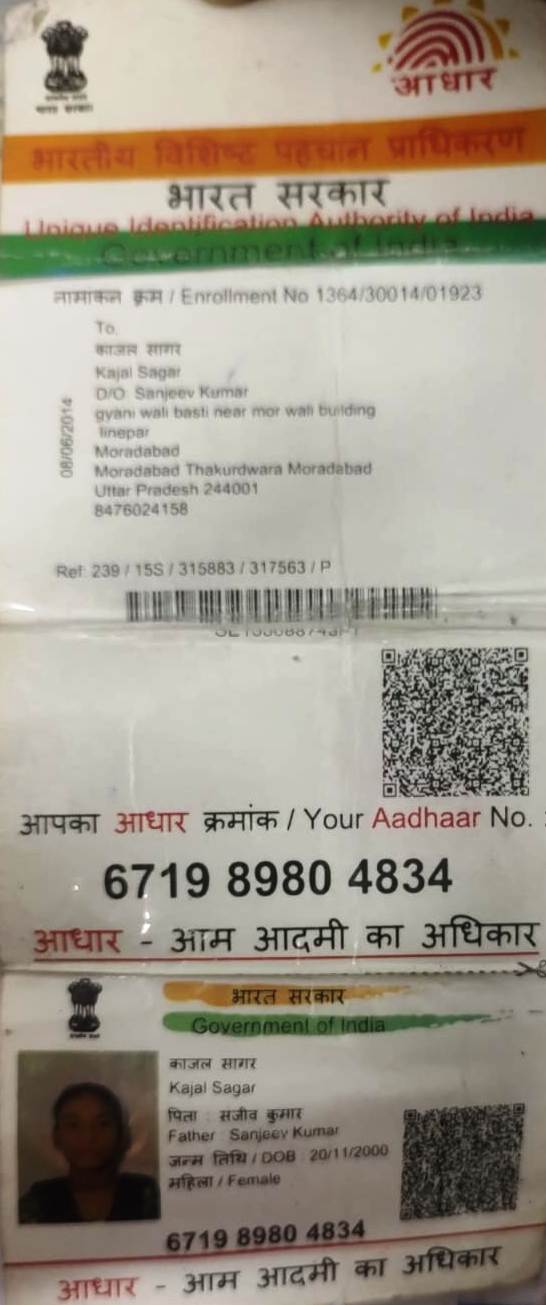 आधार
भारतीय विशिष्ट पहचान प्राधिकरण
भारत सरकार
Unique Identification Authority of India
Government of India
नामांकन क्रम / Enrollment No 1364/30014/01923
To,
काजल सागर
Kajal Sagar
D/O: Sanjeev Kumar
gyani wali basti near mor wali building
linepar
Moradabad
Moradabad Thakurdwara Moradabad
Uttar Pradesh 244001
8476024158
08/06/2014
Ref: 239 / 15S / 315883 / 317563 / P
आपका आधार क्रमांक / Your Aadhaar No. :
6719 8980 4834
आधार - आम आदमी का अधिकार
भारत सरकार
Government of India
काजल सागर
Kajal Sagar
पिता : संजीव कुमार
Father : Sanjeev Kumar
जन्म तिथि / DOB : 20/11/2000
महिला / Female
6719 8980 4834
आधार - आम आदमी का अधिकार